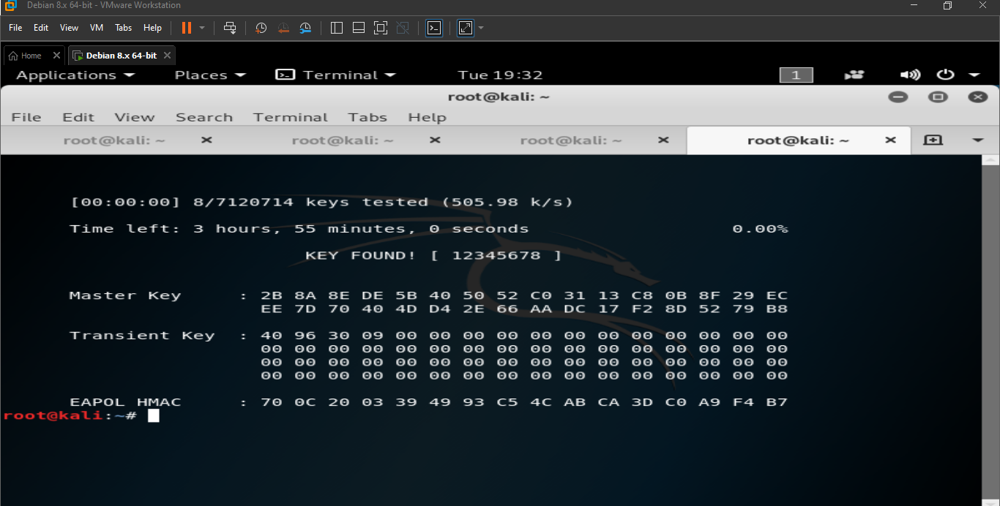 Debian 8.x 64-bit - VMware Workstation
File Edit View VM Tabs Help
Home Debian 8.x 64-bit
Applications Places Terminal Tue 19:32 1
root@kali: ~
File Edit View Search Terminal Tabs Help
root@kali: ~ root@kali: ~ root@kali: ~ root@kali: ~
[00:00:00] 8/7120714 keys tested (505.98 k/s)
Time left: 3 hours, 55 minutes, 0 seconds 0.00%
KEY FOUND! [ 12345678 ]
Master Key : 2B 8A 8E DE 5B 40 50 52 C0 31 13 C8 0B 8F 29 EC
EE 7D 70 40 4D D4 2E 66 AA DC 17 F2 8D 52 79 B8
Transient Key : 40 96 30 09 00 00 00 00 00 00 00 00 00 00 00 00
00 00 00 00 00 00 00 00 00 00 00 00 00 00 00 00
00 00 00 00 00 00 00 00 00 00 00 00 00 00 00 00
00 00 00 00 00 00 00 00 00 00 00 00 00 00 00 00
EAPOL HMAC : 70 0C 20 03 39 49 93 C5 4C AB CA 3D C0 A9 F4 B7
root@kali:~#